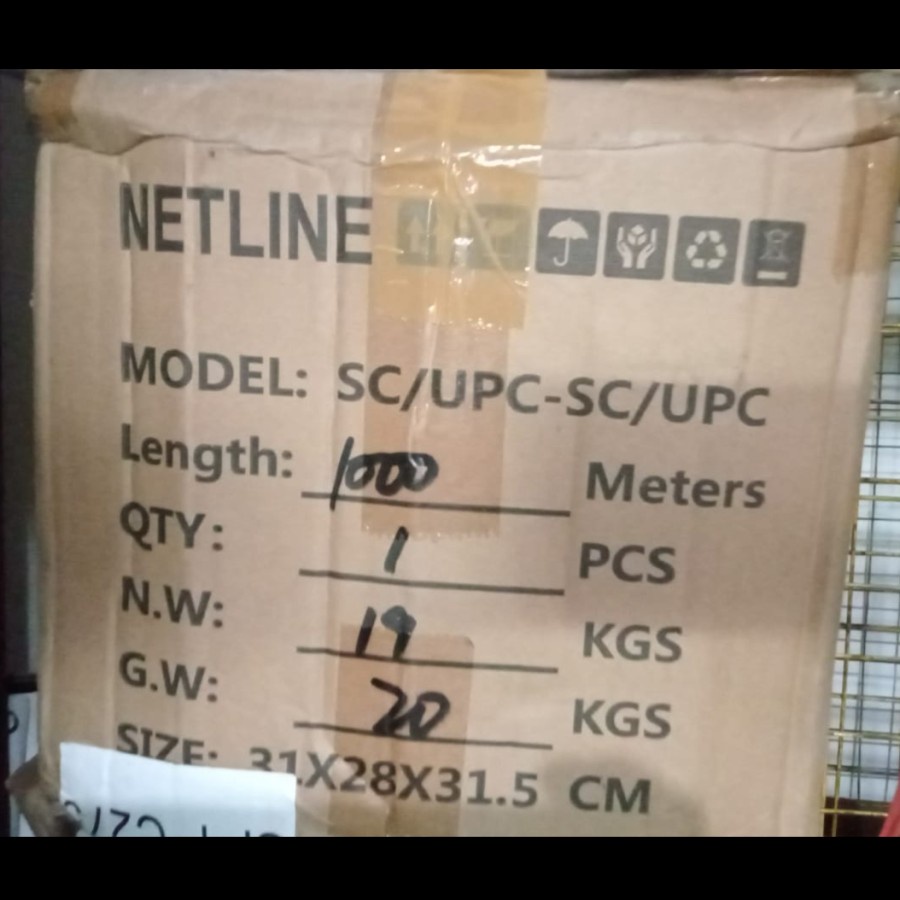 NETLINE
MODEL: SC/UPC-SC/UPC
Length: 1000 Meters
QTY: 1 PCS
N.W: 19 KGS
G.W: 20 KGS
SIZE: 31X28X31.5 CM